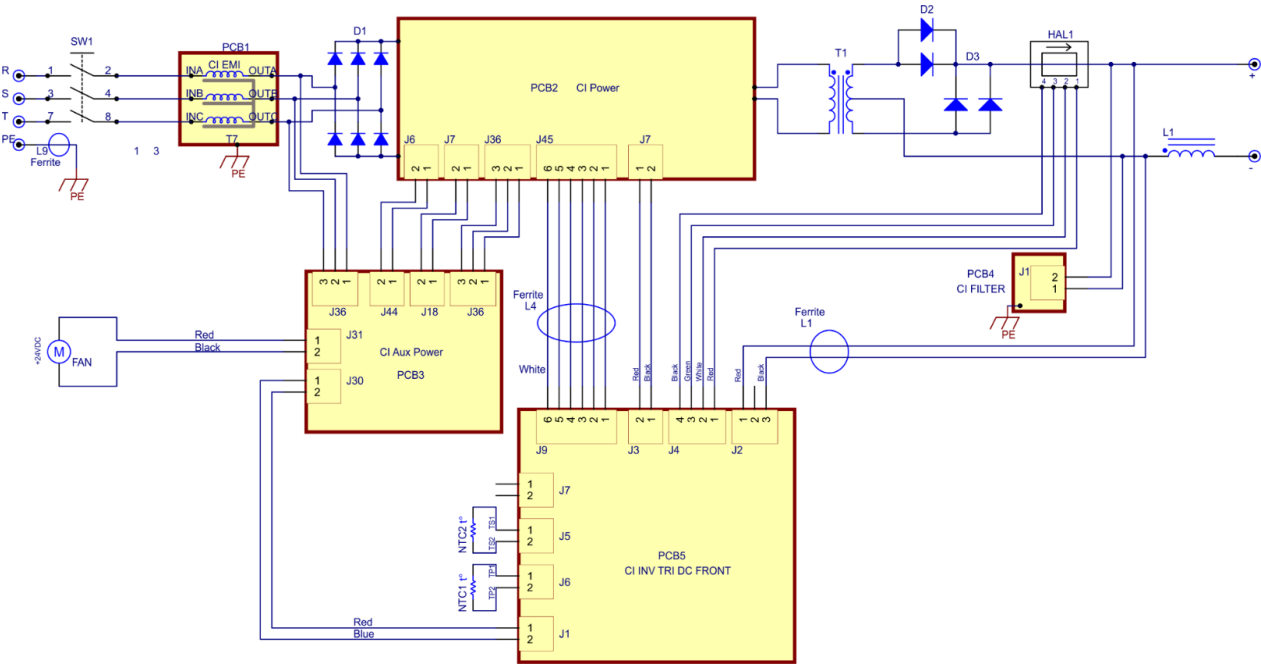 SW1
PCB1
D1
D2
R 1 2 INA CI EMI OUTA
S 3 4 INB OUTB
T 7 8 INC OUTC
PE L9 Ferrite 1 3 T7
PE
PE
PCB2 CI Power
T1
D3
HAL1
4 3 2 1
+
L1
-
J6 J7 J36 J45 J7
2 1 2 1 3 2 1 6 5 4 3 2 1 1 2
PCB4
CI FILTER
J1
2
1
PE
3 2 1 2 1 2 1 3 2 1
J36 J44 J18 J36
Ferrite
L4
Ferrite
L1
+24VDC
M
FAN
Red
Black
1
2
J31
CI Aux Power
PCB3
1
2
J30
White
Red Black Black Green White Red Red Black
6 5 4 3 2 1 2 1 4 3 2 1 1 2 3
J9 J3 J4 J2
1
2
J7
NTC2 t°
TS1
TS2
1
2
J5
PCB5
CI INV TRI DC FRONT
NTC1 t°
TP1
TP2
1
2
J6
Red
Blue
1
2
J1